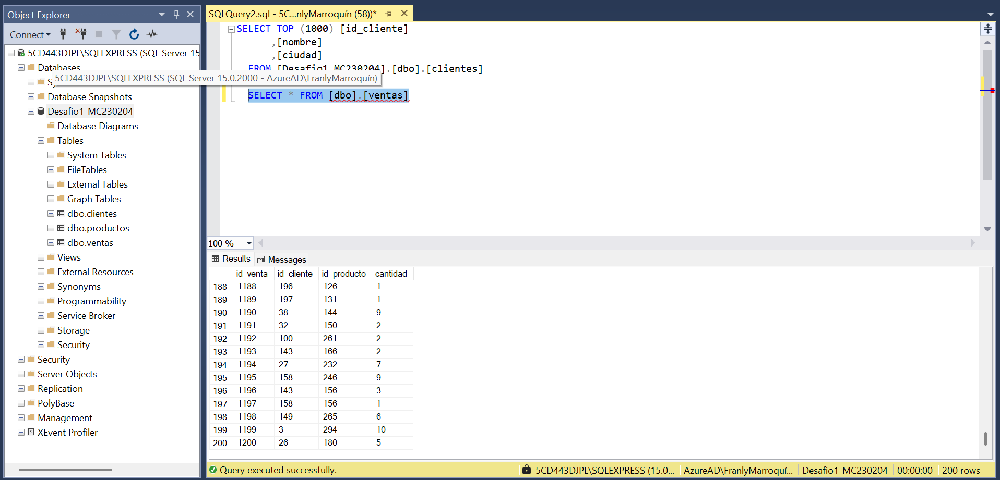 Object Explorer
Connect
5CD443DJPL\SQLEXPRESS (SQL Server 15
Databases
5CD443DJPL\SQLEXPRESS (SQL Server 15.0.2000 - AzureAD\FranlyMarroquín)
Database Snapshots
Desafio1_MC230204
Database Diagrams
Tables
System Tables
FileTables
External Tables
Graph Tables
dbo.clientes
dbo.productos
dbo.ventas
Views
External Resources
Synonyms
Programmability
Service Broker
Storage
Security
Security
Server Objects
Replication
PolyBase
Management
XEvent Profiler
SQLQuery2.sql - 5C...nlyMarroquín (58))*
SELECT TOP (1000) [id_cliente]
,[nombre]
,[ciudad]
FROM [Desafio1_MC230204].[dbo].[clientes]
SELECT * FROM [dbo].[ventas]
100 %
Results Messages
id_venta id_cliente id_producto cantidad
188 1188 196 126 1
189 1189 197 131 1
190 1190 38 144 9
191 1191 32 150 2
192 1192 100 261 2
193 1193 143 166 2
194 1194 27 232 7
195 1195 158 246 9
196 1196 143 156 3
197 1197 158 156 1
198 1198 149 265 6
199 1199 3 294 10
200 1200 26 180 5
Query executed successfully. 5CD443DJPL\SQLEXPRESS (15.0... AzureAD\FranlyMarroquí... Desafio1_MC230204 00:00:00 200 rows